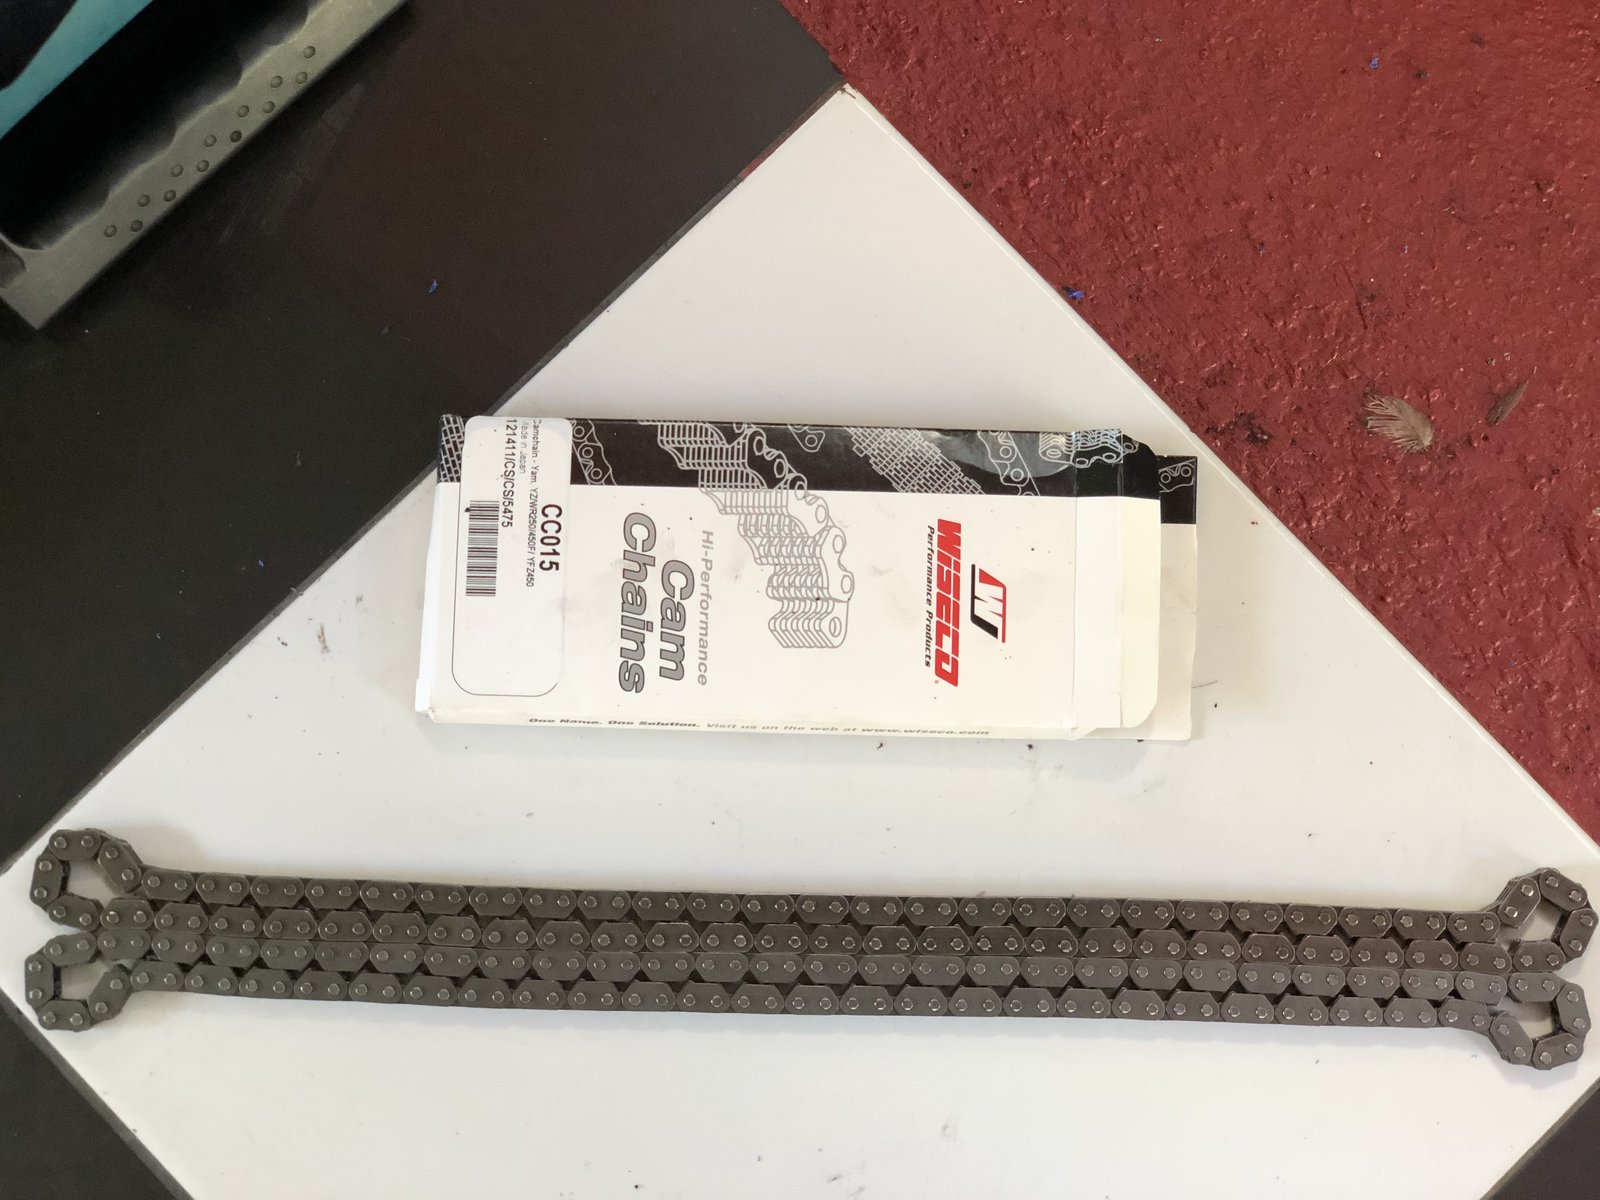 CC015
Camchain - Yam. YZ/WR250/450F/ YFZ450
Made in Japan
121411/CS/CS/5475
Hi-Performance
Cam
Chains
W
WISECO
Performance Products
One Name. One Solution. Visit us on the web at www.wiseco.com